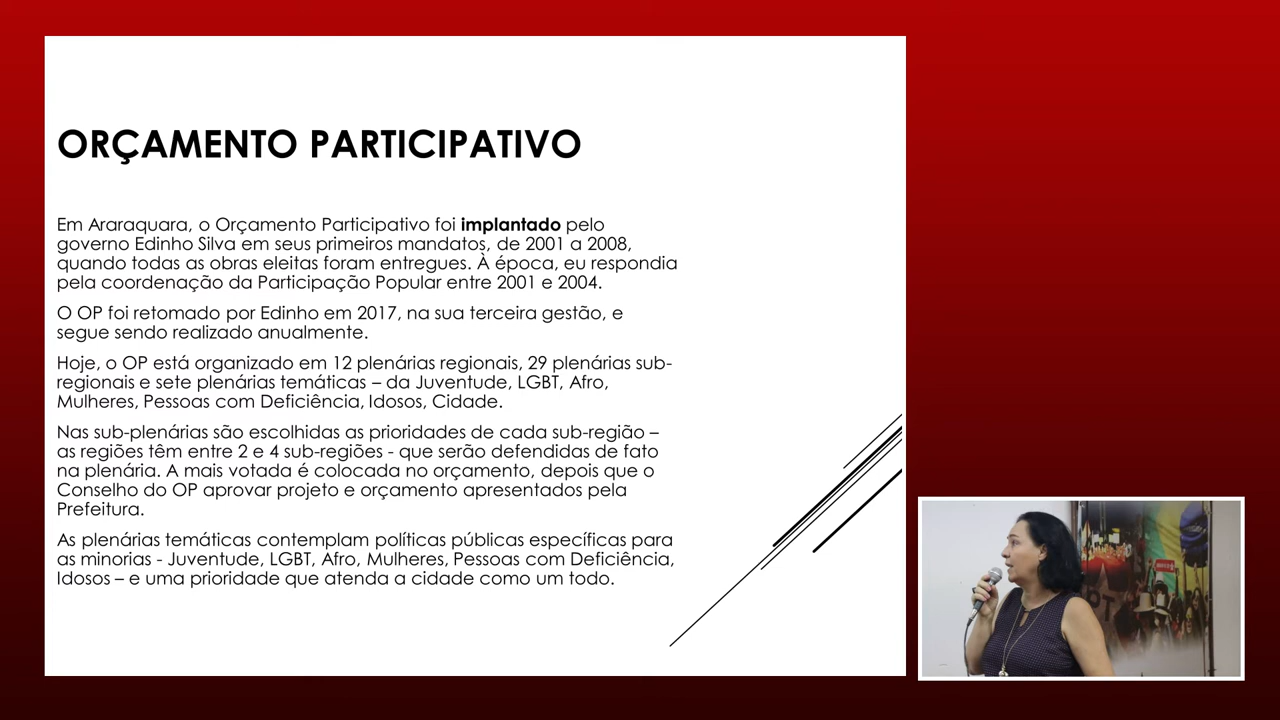 ORÇAMENTO PARTICIPATIVO
Em Araraquara, o Orçamento Participativo foi implantado pelo
governo Edinho Silva em seus primeiros mandatos, de 2001 a 2008,
quando todas as obras eleitas foram entregues. À época, eu respondia
pela coordenação da Participação Popular entre 2001 e 2004.
O OP foi retomado por Edinho em 2017, na sua terceira gestão, e
segue sendo realizado anualmente.
Hoje, o OP está organizado em 12 plenárias regionais, 29 plenárias sub-
regionais e sete plenárias temáticas – da Juventude, LGBT, Afro,
Mulheres, Pessoas com Deficiência, Idosos, Cidade.
Nas sub-plenárias são escolhidas as prioridades de cada sub-região –
as regiões têm entre 2 e 4 sub-regiões - que serão defendidas de fato
na plenária. A mais votada é colocada no orçamento, depois que o
Conselho do OP aprovar projeto e orçamento apresentados pela
Prefeitura.
As plenárias temáticas contemplam políticas públicas específicas para
as minorias - Juventude, LGBT, Afro, Mulheres, Pessoas com Deficiência,
Idosos – e uma prioridade que atenda a cidade como um todo.